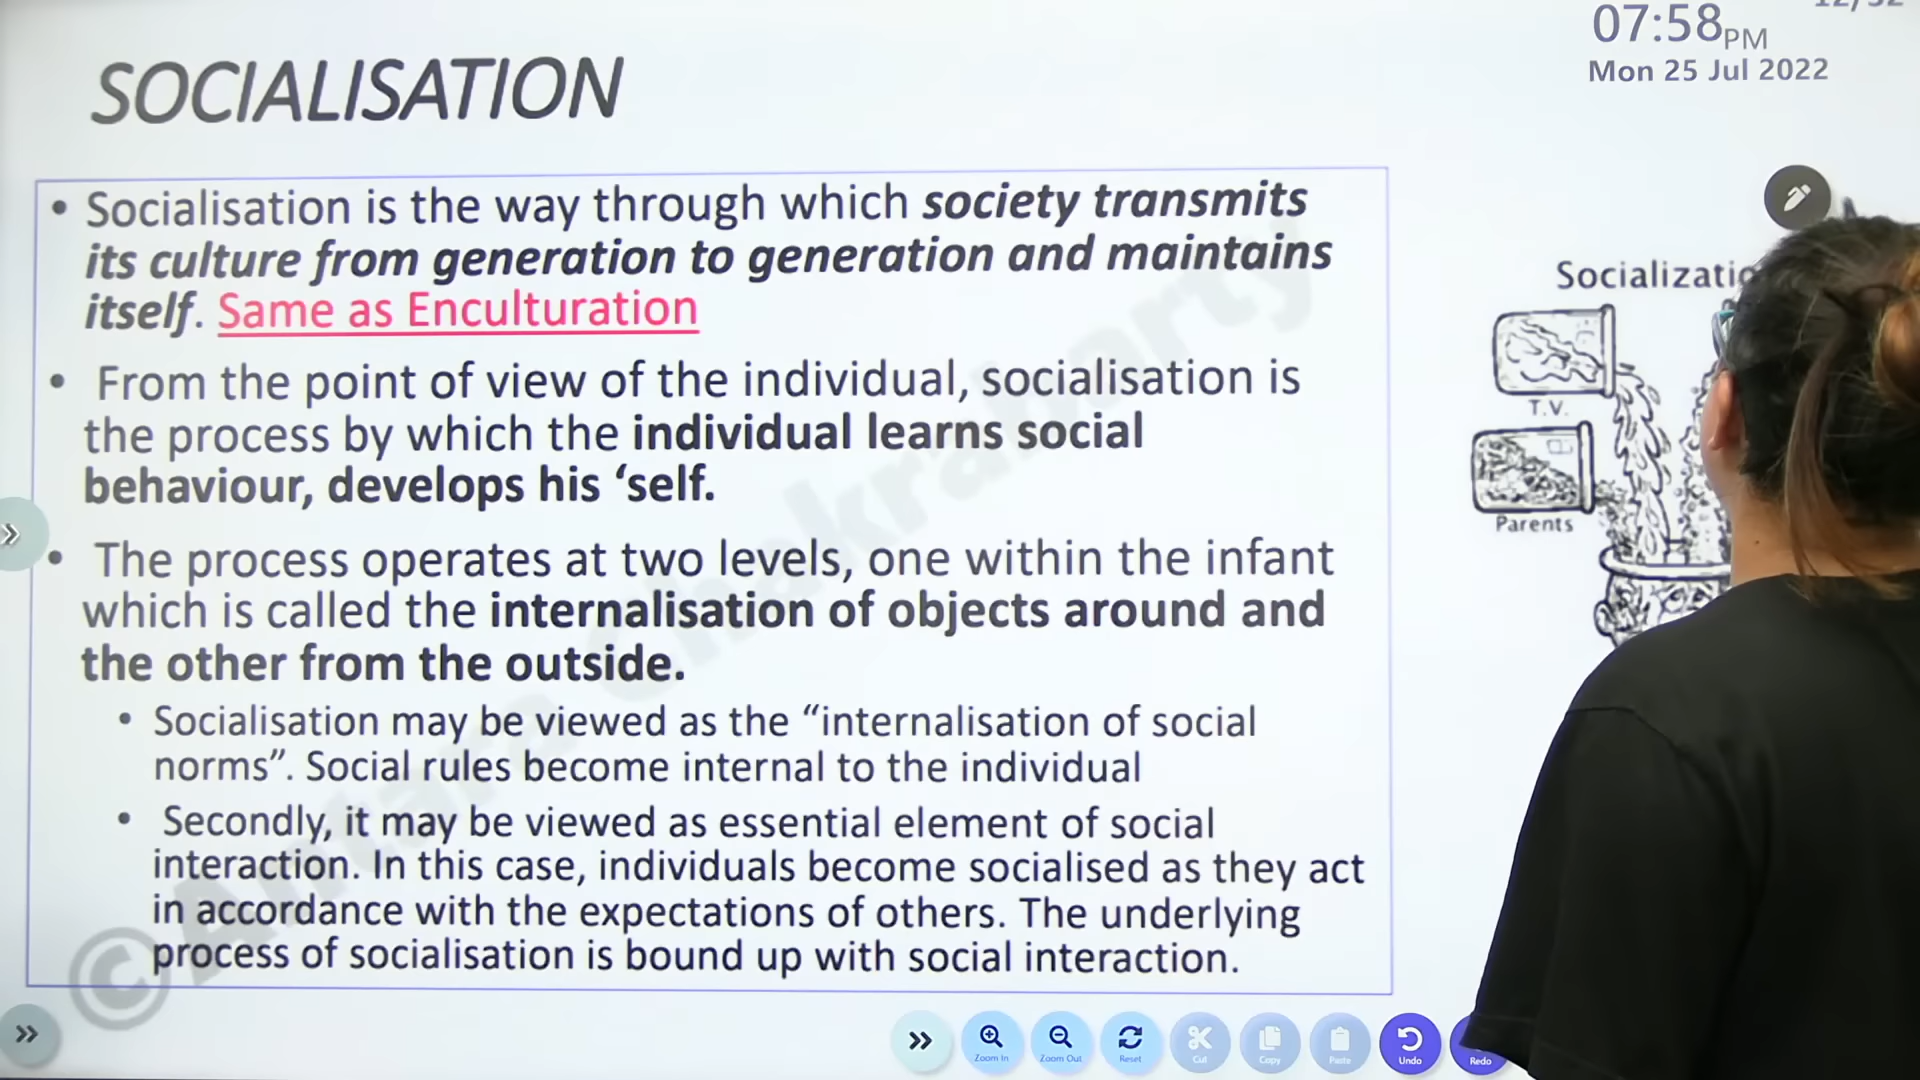 07:58PM
Mon 25 Jul 2022
SOCIALISATION
• Socialisation is the way through which society transmits
its culture from generation to generation and maintains
itself. Same as Enculturation
• From the point of view of the individual, socialisation is
the process by which the individual learns social
behaviour, develops his ‘self.
• The process operates at two levels, one within the infant
which is called the internalisation of objects around and
the other from the outside.
• Socialisation may be viewed as the “internalisation of social
norms”. Social rules become internal to the individual
• Secondly, it may be viewed as essential element of social
interaction. In this case, individuals become socialised as they act
in accordance with the expectations of others. The underlying
process of socialisation is bound up with social interaction.
©Antara Chakrabarty
Socializatio
T.V.
Parents
Zoom In
Zoom Out
Reset
Cut
Copy
Paste
Undo
Redo